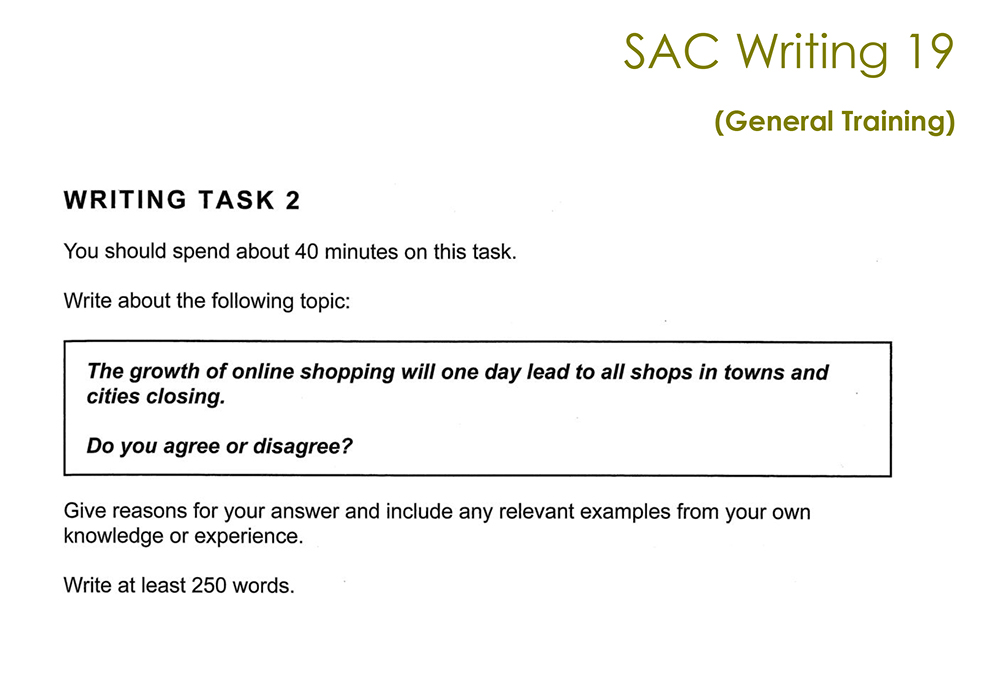 SAC Writing 19
(General Training)
WRITING TASK 2
You should spend about 40 minutes on this task.
Write about the following topic:
The growth of online shopping will one day lead to all shops in towns and
cities closing.
Do you agree or disagree?
Give reasons for your answer and include any relevant examples from your own
knowledge or experience.
Write at least 250 words.